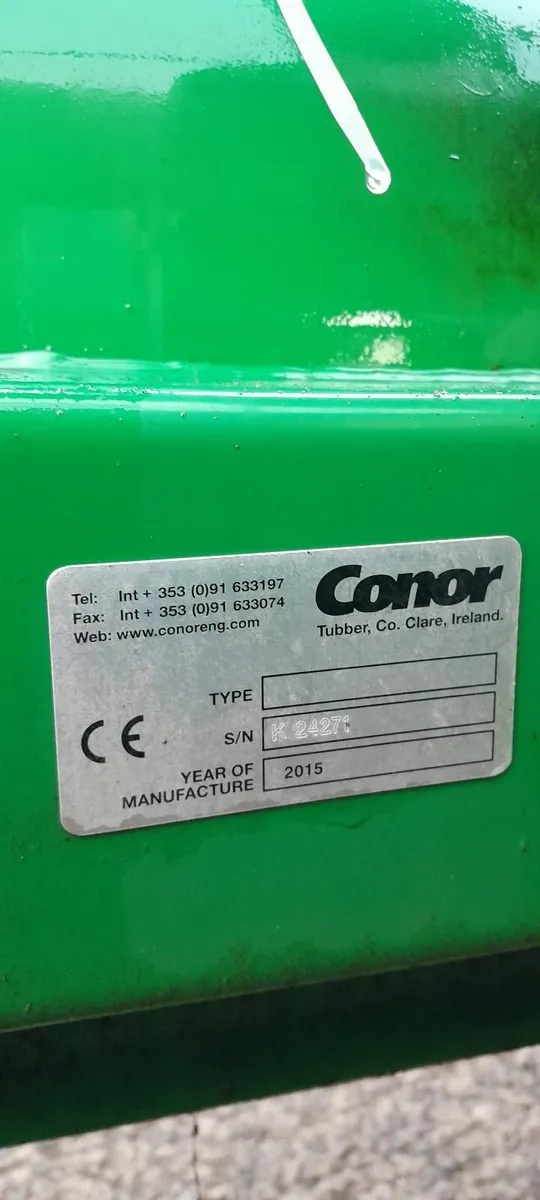 Tel: Int + 353 (0)91 633197
Fax: Int + 353 (0)91 633074
Web: www.conoreng.com
Conor
Tubber, Co. Clare, Ireland.
CE
TYPE
S/N K 24271
YEAR OF
MANUFACTURE 2015